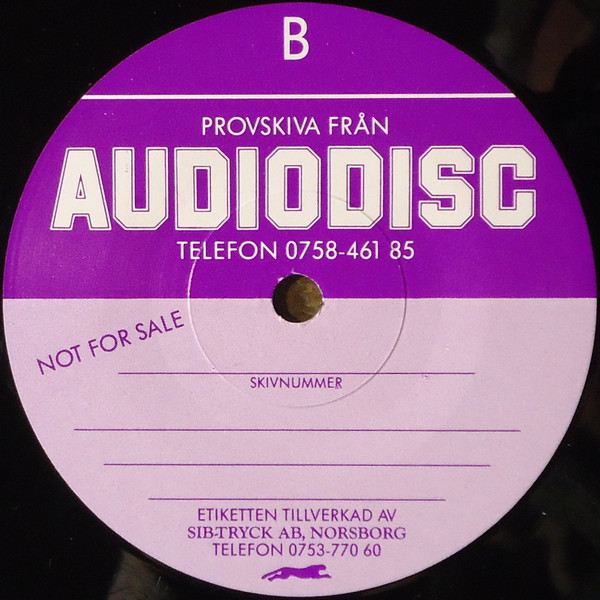 B
PROVSKIVA FRÅN
AUDIODISC
TELEFON 0758-461 85
NOT FOR SALE
SKIVNUMMER
ETIKETTEN TILLVERKAD AV
SIB-TRYCK AB, NORSBORG
TELEFON 0753-770 60